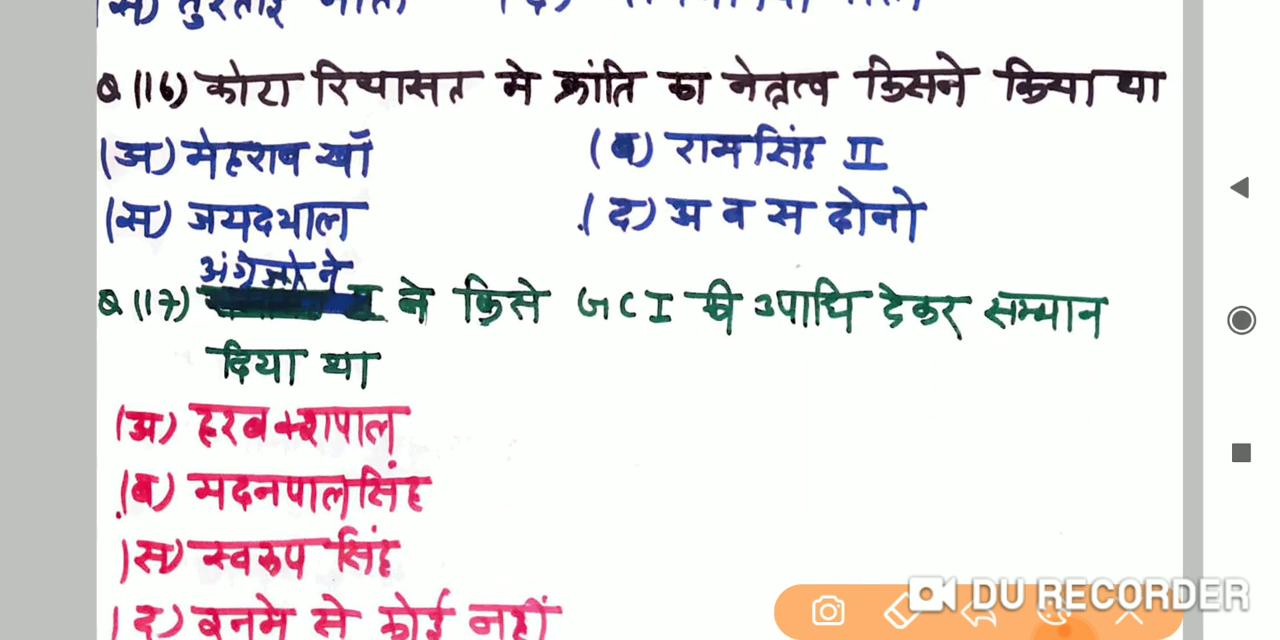 Q (16) कोटा रियासत मे क्रांति का नेतृत्व किसने किया था
(अ) मेहराब खाँ (ब) रामसिंह II
(स) जयदयाल (द) अ व स दोनो
अंग्रेजो ने
Q (17) ने किसे GCI की उपाधि देकर सम्मान
दिया था
(अ) हरबक्शपाल
(ब) मदनपालसिंह
(स) स्वरूप सिंह
(द) इनमे से कोई नहीं
DU RECORDER